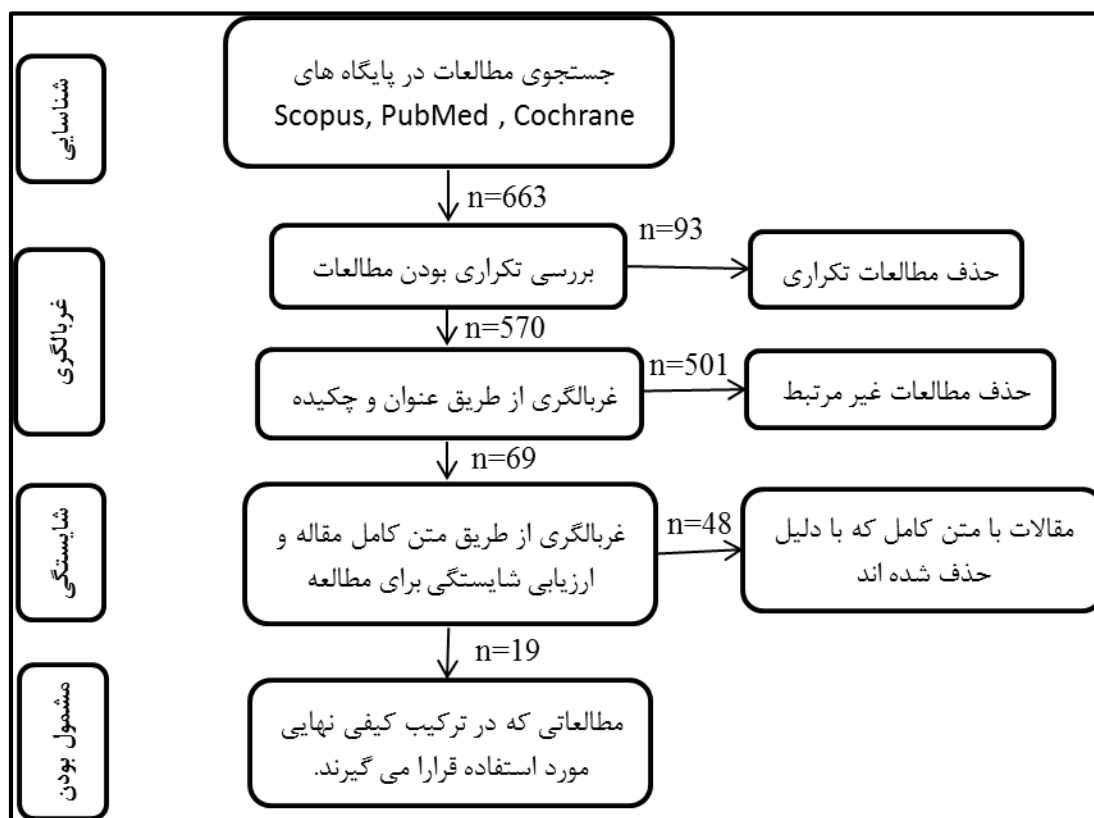 شناسایی
جستجوی مطالعات در پایگاه های
Scopus, PubMed , Cochrane
n=663
غربالگری
بررسی تکراری بودن مطالعات
n=93
حذف مطالعات تکراری
n=570
غربالگری از طریق عنوان و چکیده
n=501
حذف مطالعات غیر مرتبط
n=69
شایستگی
غربالگری از طریق متن کامل مقاله و
ارزیابی شایستگی برای مطالعه
n=48
مقالات با متن کامل که با دلیل
حذف شده اند
n=19
مشمول بودن
مطالعاتی که در ترکیب کیفی نهایی
مورد استفاده قرارا می گیرند.